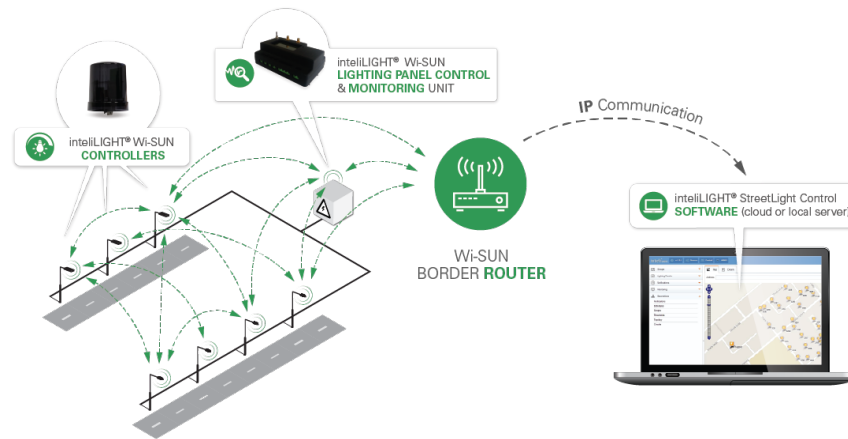 inteliLIGHT® Wi-SUN
LIGHTING PANEL CONTROL
& MONITORING UNIT
inteliLIGHT® Wi-SUN
CONTROLLERS
IP Communication
inteliLIGHT® StreetLight Control
SOFTWARE (cloud or local server)
Wi-SUN
BORDER ROUTER